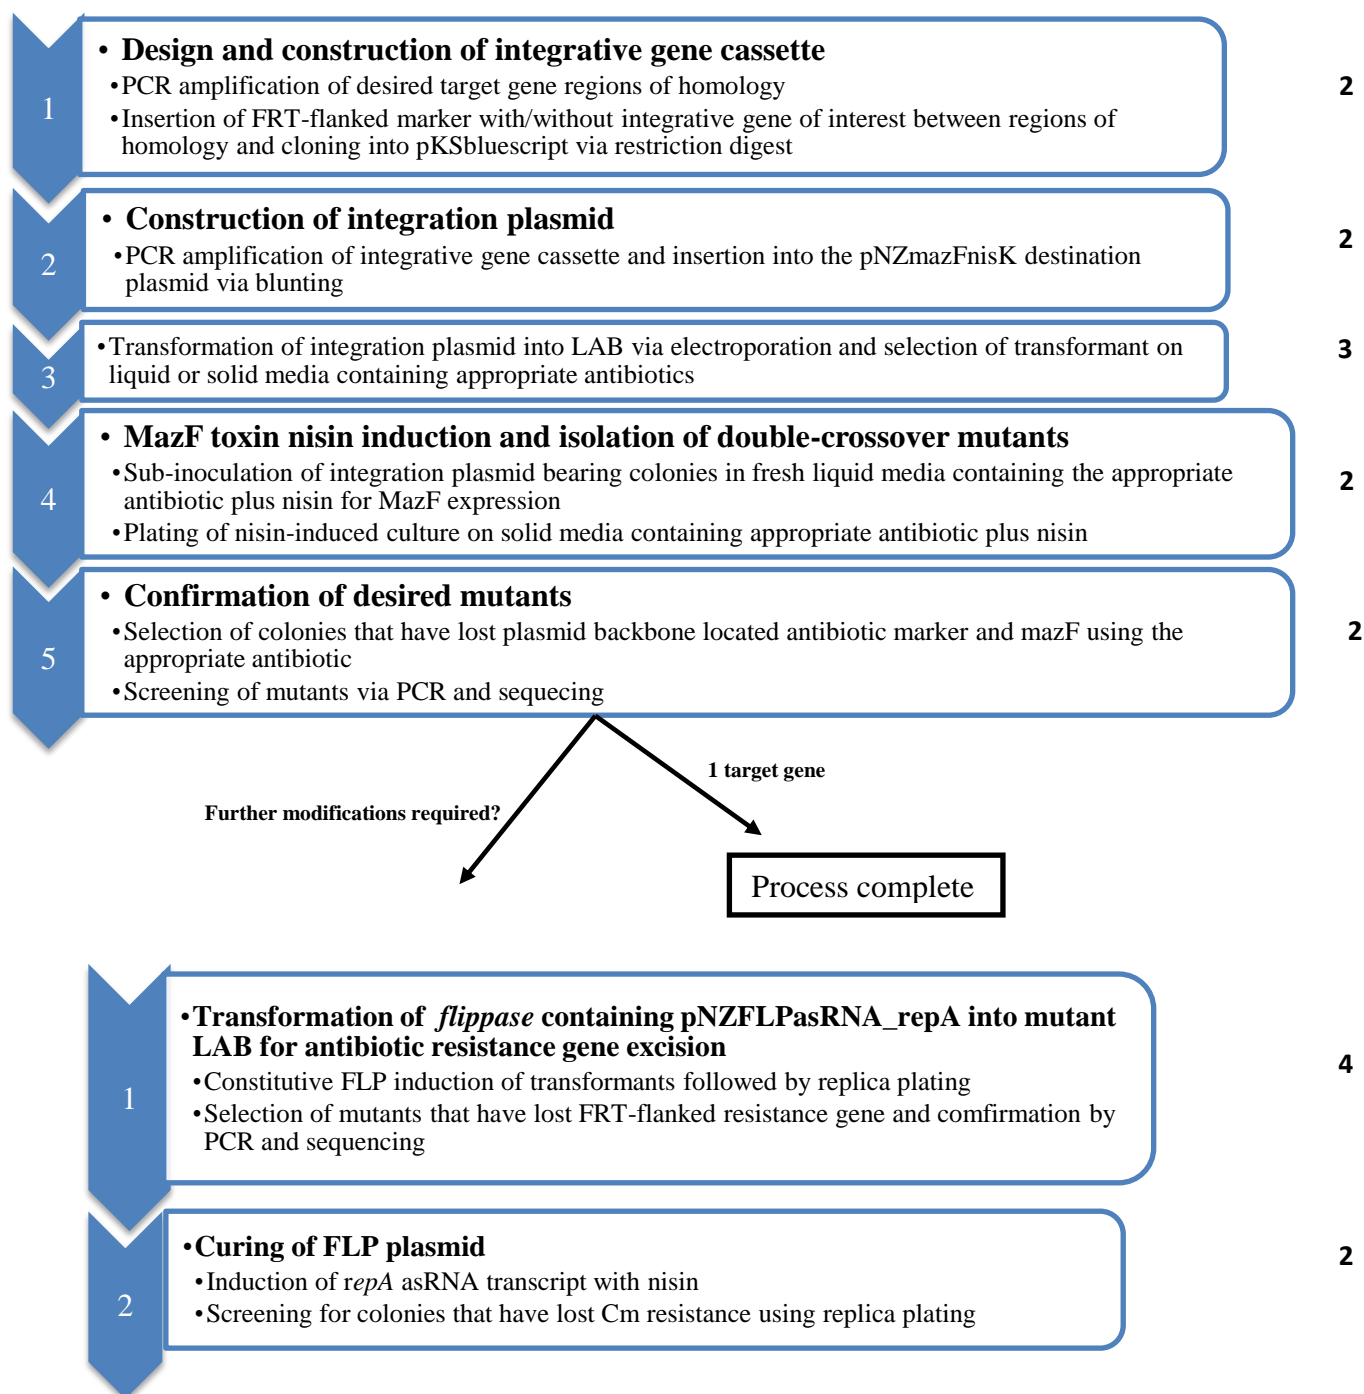 • Design and construction of integrative gene cassette
•PCR amplification of desired target gene regions of homology
•Insertion of FRT-flanked marker with/without integrative gene of interest between regions of
homology and cloning into pKSbluescript via restriction digest
1
2
• Construction of integration plasmid
•PCR amplification of integrative gene cassette and insertion into the pNZmazFnisK destination
plasmid via blunting
2
2
•Transformation of integration plasmid into LAB via electroporation and selection of transformant on
liquid or solid media containing appropriate antibiotics
3
3
• MazF toxin nisin induction and isolation of double-crossover mutants
•Sub-inoculation of integration plasmid bearing colonies in fresh liquid media containing the appropriate
antibiotic plus nisin for MazF expression
•Plating of nisin-induced culture on solid media containing appropriate antibiotic plus nisin
4
2
• Confirmation of desired mutants
•Selection of colonies that have lost plasmid backbone located antibiotic marker and mazF using the
appropriate antibiotic
•Screening of mutants via PCR and sequecing
5
2
1 target gene
Further modifications required?
Process complete
•Transformation of flippase containing pNZFLPasRNA_repA into mutant
LAB for antibiotic resistance gene excision
•Constitutive FLP induction of transformants followed by replica plating
•Selection of mutants that have lost FRT-flanked resistance gene and comfirmation by
PCR and sequencing
1
4
•Curing of FLP plasmid
•Induction of repA asRNA transcript with nisin
•Screening for colonies that have lost Cm resistance using replica plating
2
2